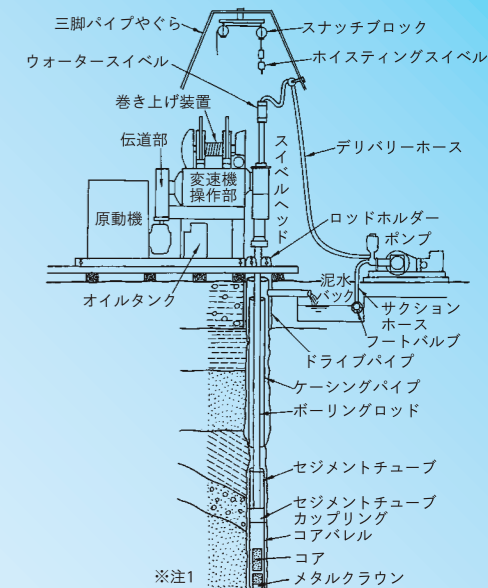 三脚パイプやぐら
スナッチブロック
ウォータースイベル
ホイスティングスイベル
巻き上げ装置
伝道部
スイベルヘッド
デリバリーホース
変速機
操作部
原動機
ロッドホルダー
ポンプ
オイルタンク
泥水
バック
サクション
ホース
フートバルブ
ドライブパイプ
ケーシングパイプ
ボーリングロッド
セジメントチューブ
セジメントチューブ
カップリング
コアバレル
コア
※注1
メタルクラウン